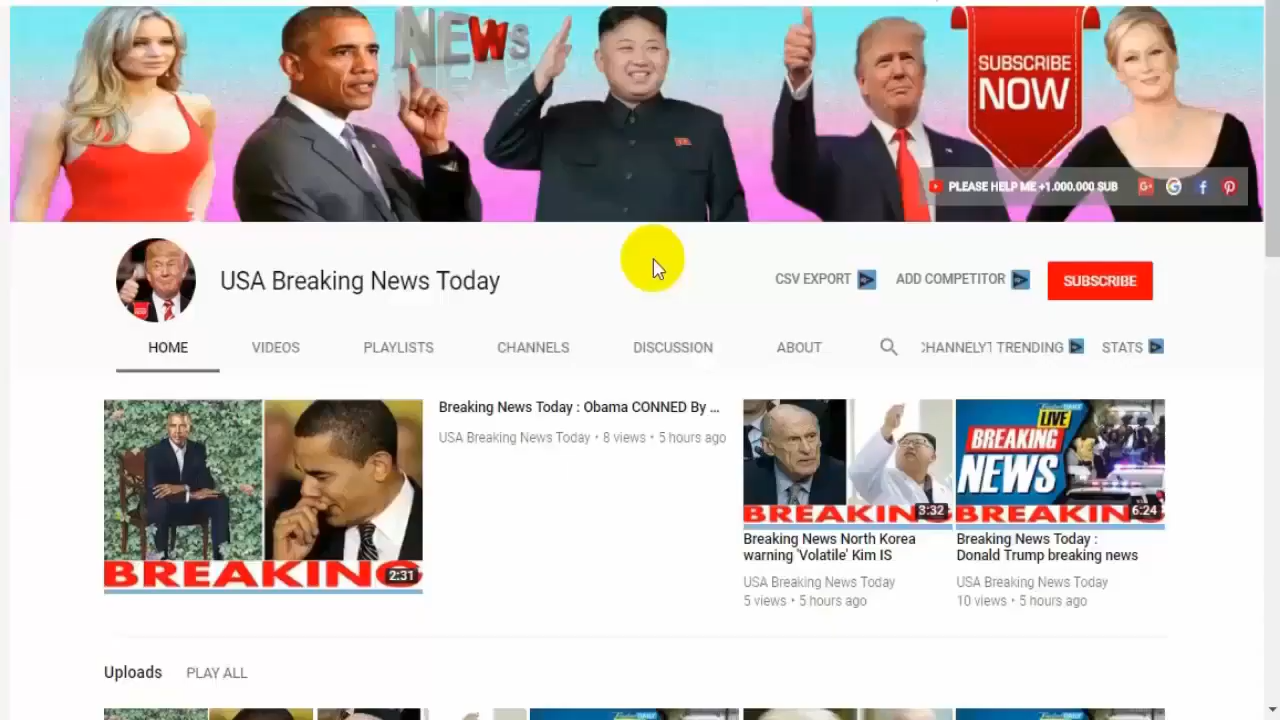 NEWS
SUBSCRIBE
NOW
PLEASE HELP ME +1.000.000 SUB
USA Breaking News Today
CSV EXPORT
ADD COMPETITOR
SUBSCRIBE
HOME
VIDEOS
PLAYLISTS
CHANNELS
DISCUSSION
ABOUT
CHANNELYT TRENDING
STATS
BREAKING
2:31
Breaking News Today : Obama CONNED By ...
USA Breaking News Today • 8 views • 5 hours ago
BREAKIN
3:32
Breaking News North Korea
warning 'Volatile' Kim IS
USA Breaking News Today
5 views • 5 hours ago
LIVE
BREAKING
NEWS
BREAKIN
6:24
Breaking News Today :
Donald Trump breaking news
USA Breaking News Today
10 views • 5 hours ago
Uploads
PLAY ALL